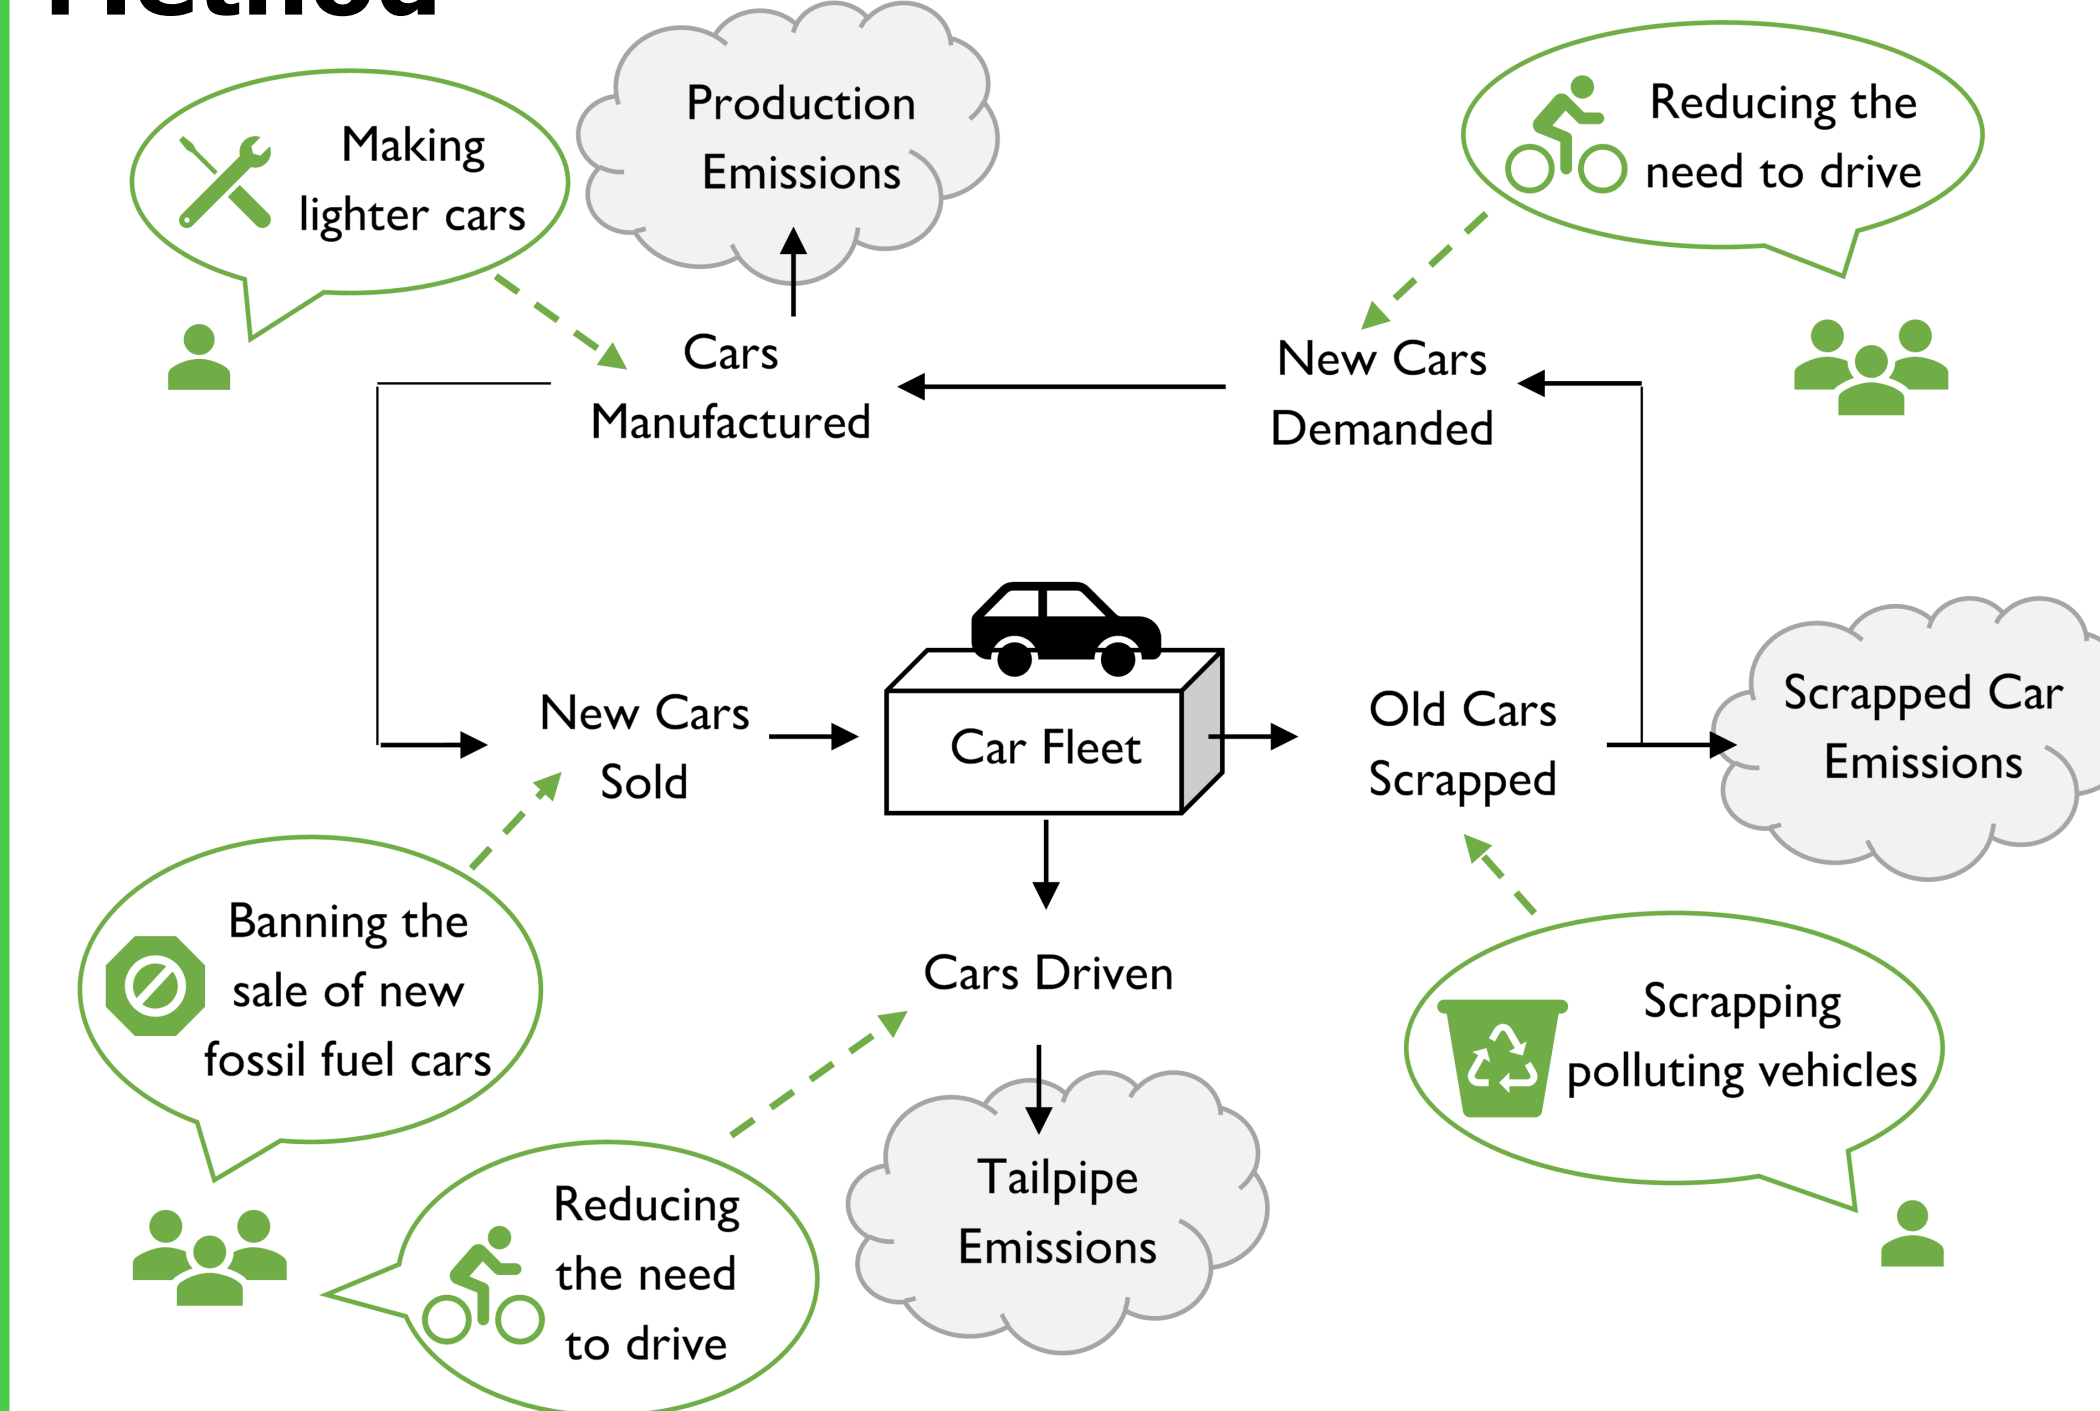 Method
Making
lighter cars
Production
Emissions
Reducing the
need to drive
Cars
Manufactured
New Cars
Demanded
New Cars
Sold
Car Fleet
Old Cars
Scrapped
Scrapped Car
Emissions
Banning the
sale of new
fossil fuel cars
Cars Driven
Scrapping
polluting vehicles
Reducing
the need
to drive
Tailpipe
Emissions